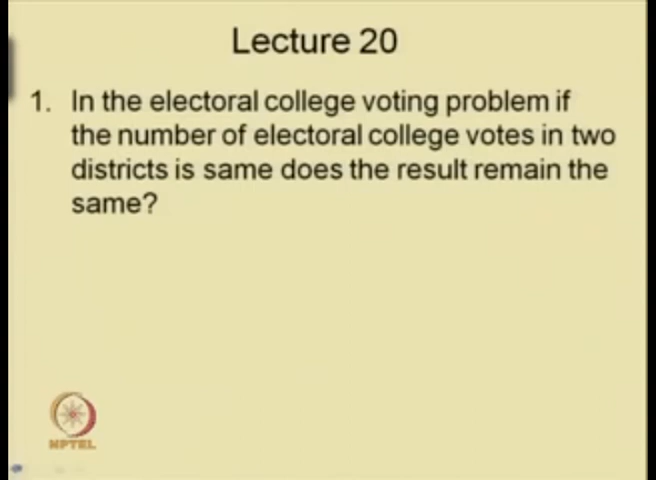 Lecture 20
1. In the electoral college voting problem if
the number of electoral college votes in two
districts is same does the result remain the
same?
NPTEL